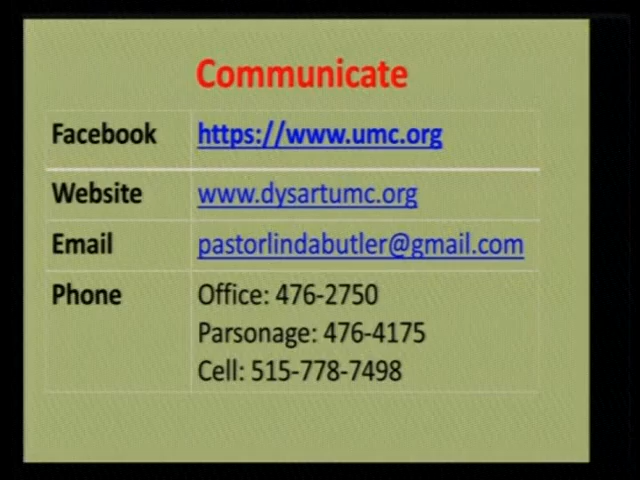 Communicate
Facebook https://www.umc.org
Website www.dysartumc.org
Email pastorlindabutler@gmail.com
Phone Office: 476-2750
Parsonage: 476-4175
Cell: 515-778-7498